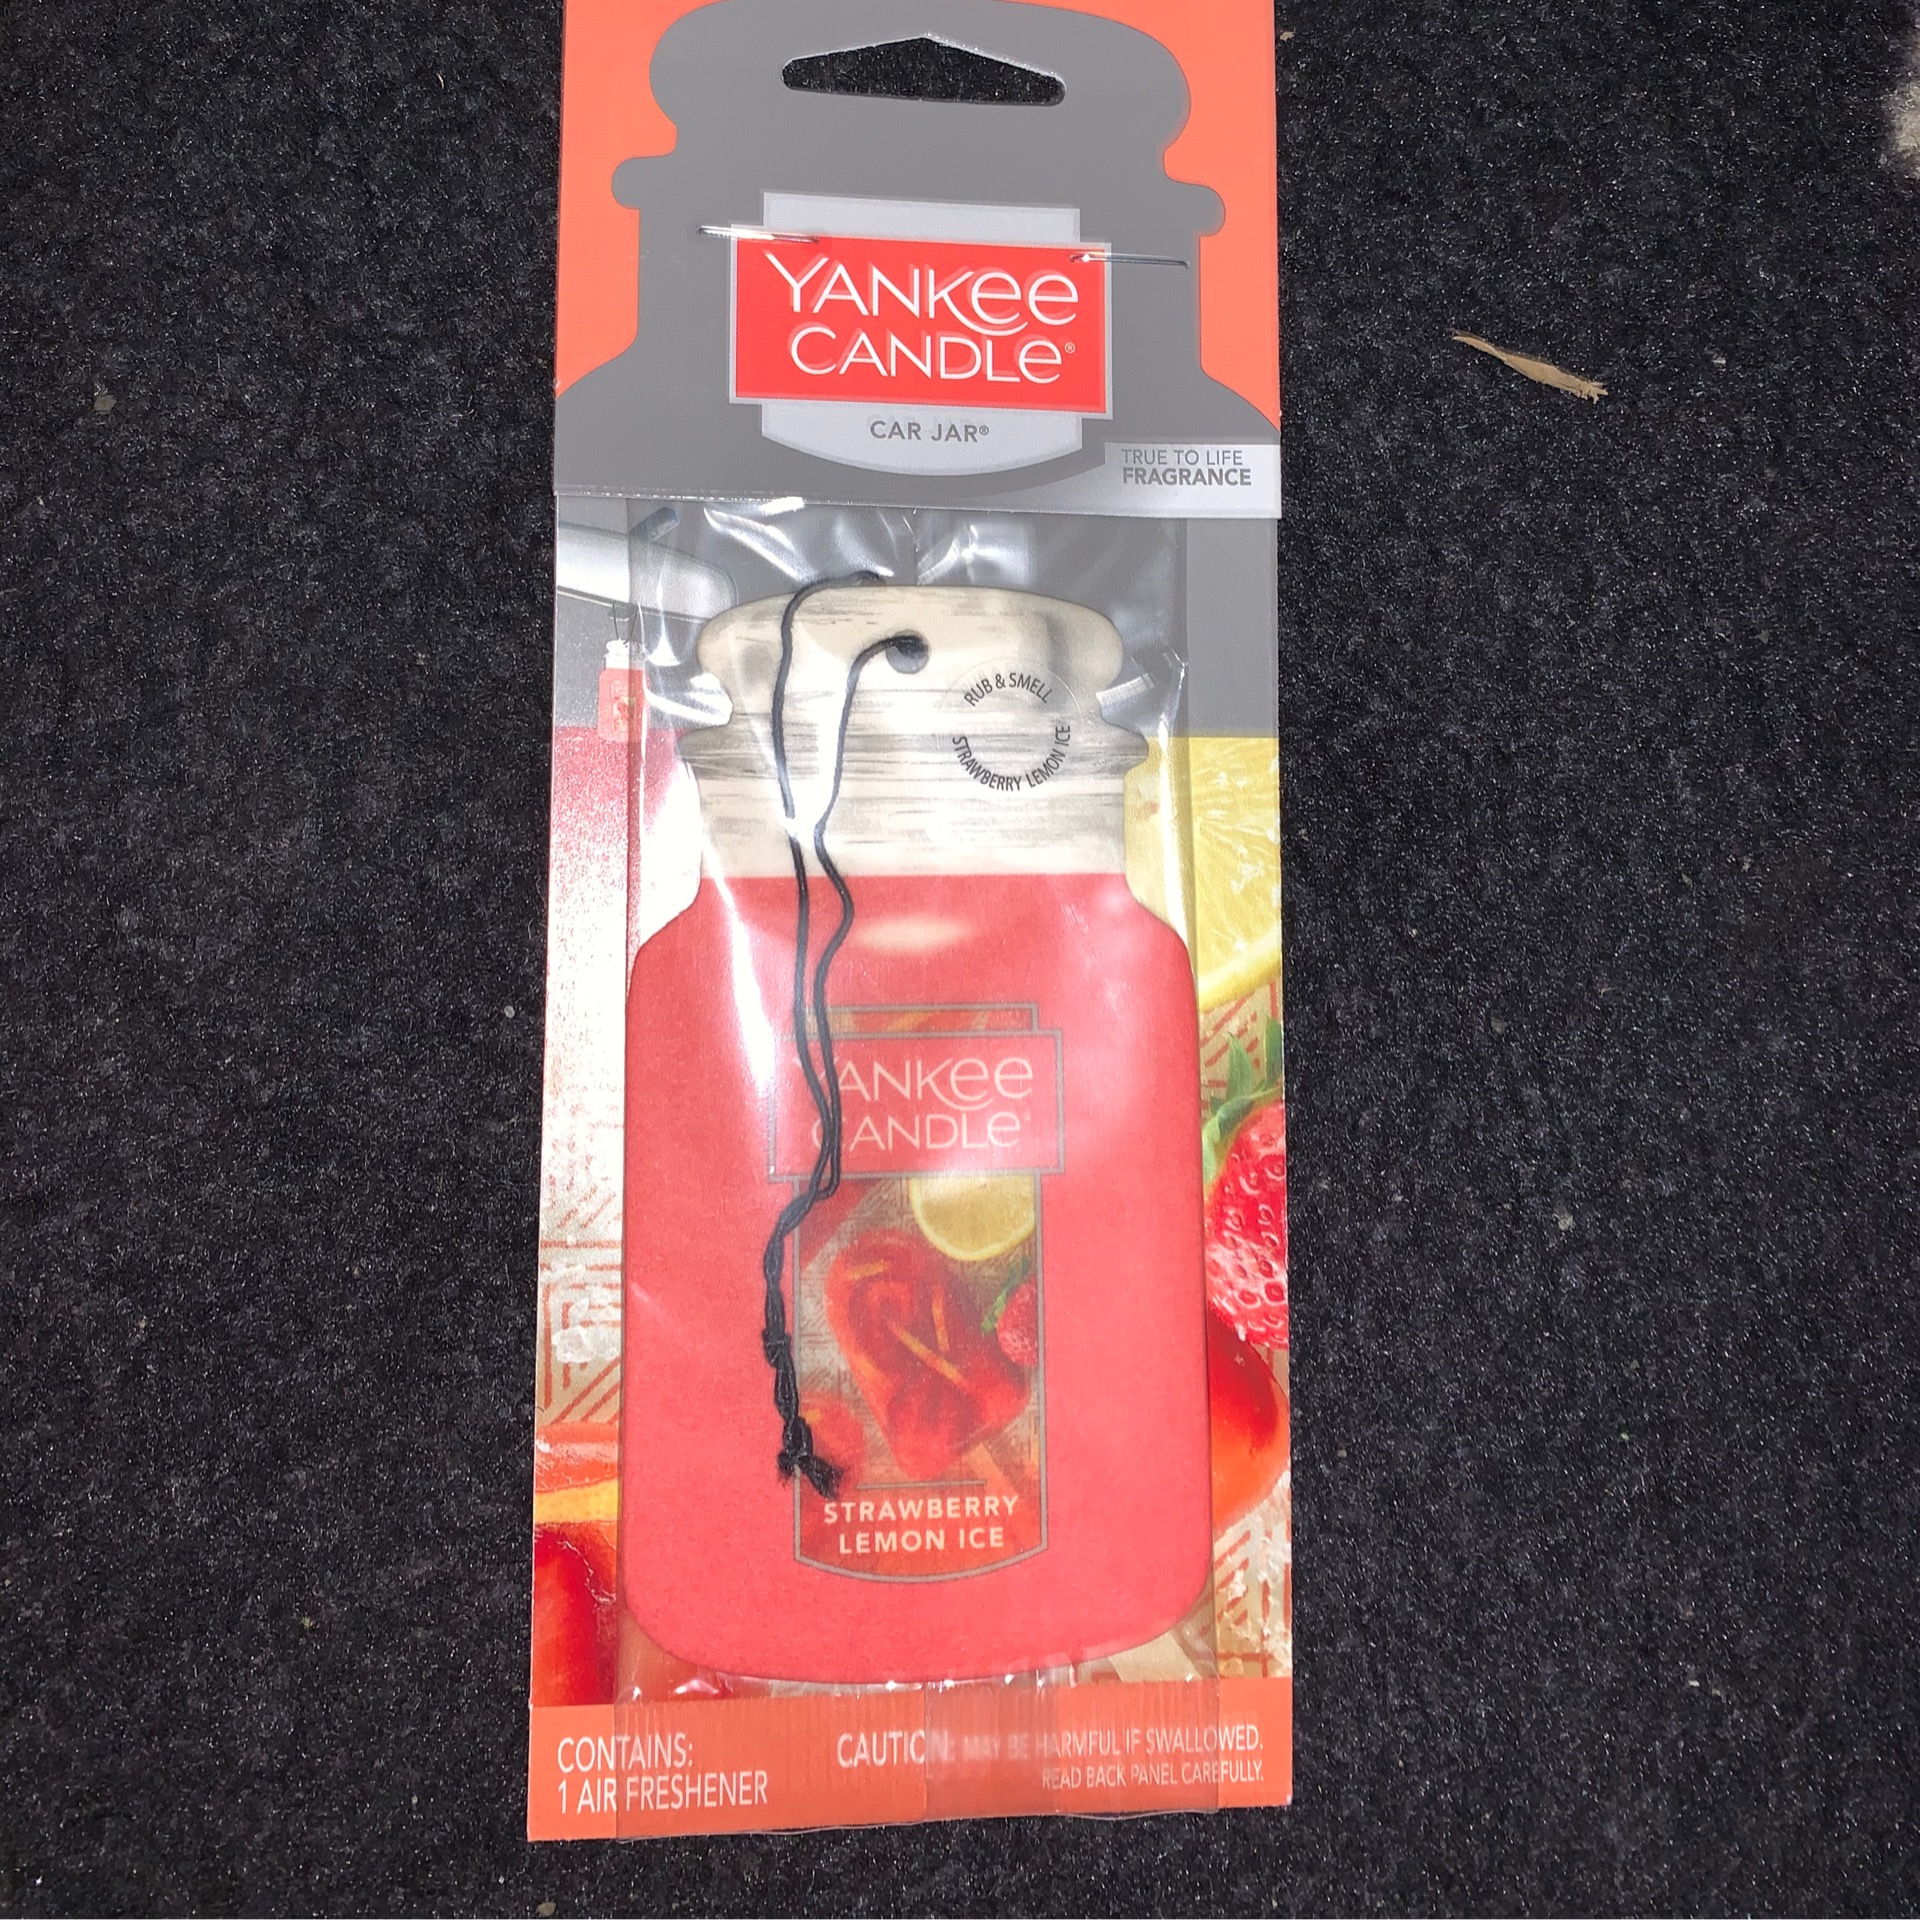 YANKEE
CANDLE®
CAR JAR®
TRUE TO LIFE
FRAGRANCE
RUB & SMELL
STRAWBERRY LEMON ICE
YANKEE
CANDLE®
STRAWBERRY
LEMON ICE
CONTAINS:
1 AIR FRESHENER
CAUTION: MAY BE HARMFUL IF SWALLOWED.
READ BACK PANEL CAREFULLY.